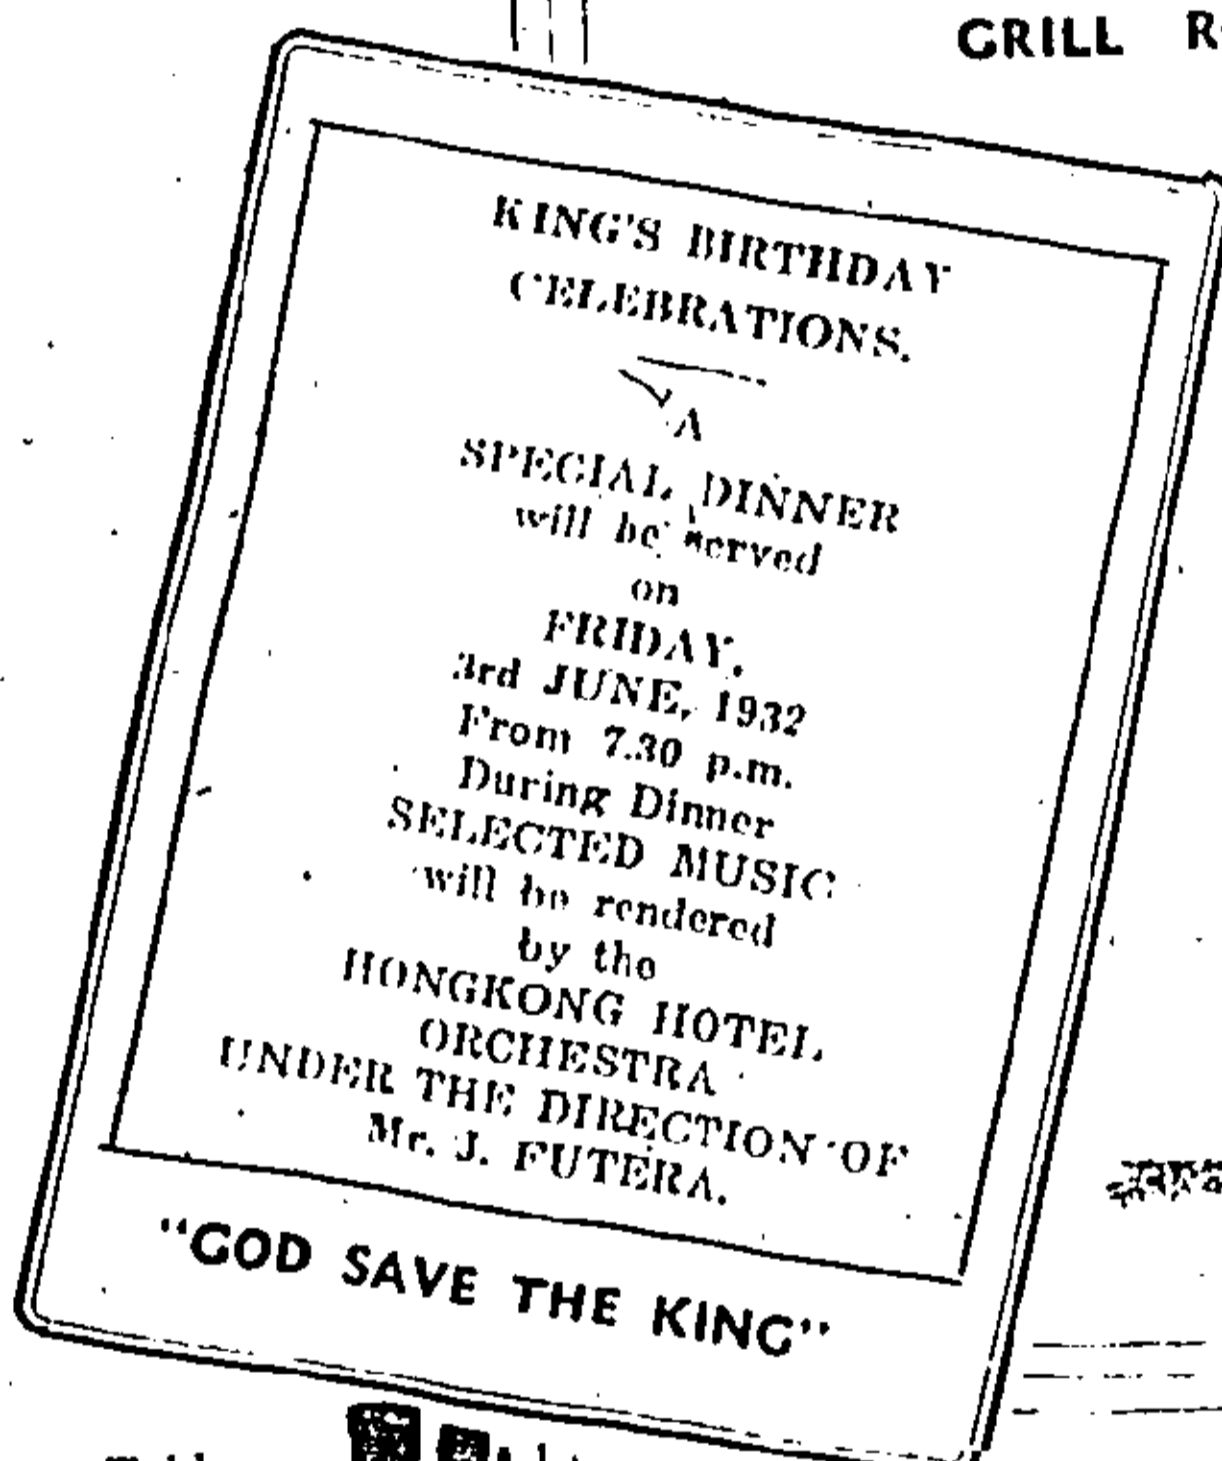 GRILL
KING'S BIRTHDAY
CELEBRATIONS.
A
SPECIAL DINNER
will be served
on
FRIDAY,
3rd JUNE, 1932
From 7.30 p.m.
During Dinner
SELECTED MUSIC
will be rendered
by the
HONGKONG HOTEL
ORCHESTRA
UNDER THE DIRECTION OF
Mr. J. FUTERA.
"GOD SAVE THE KING"